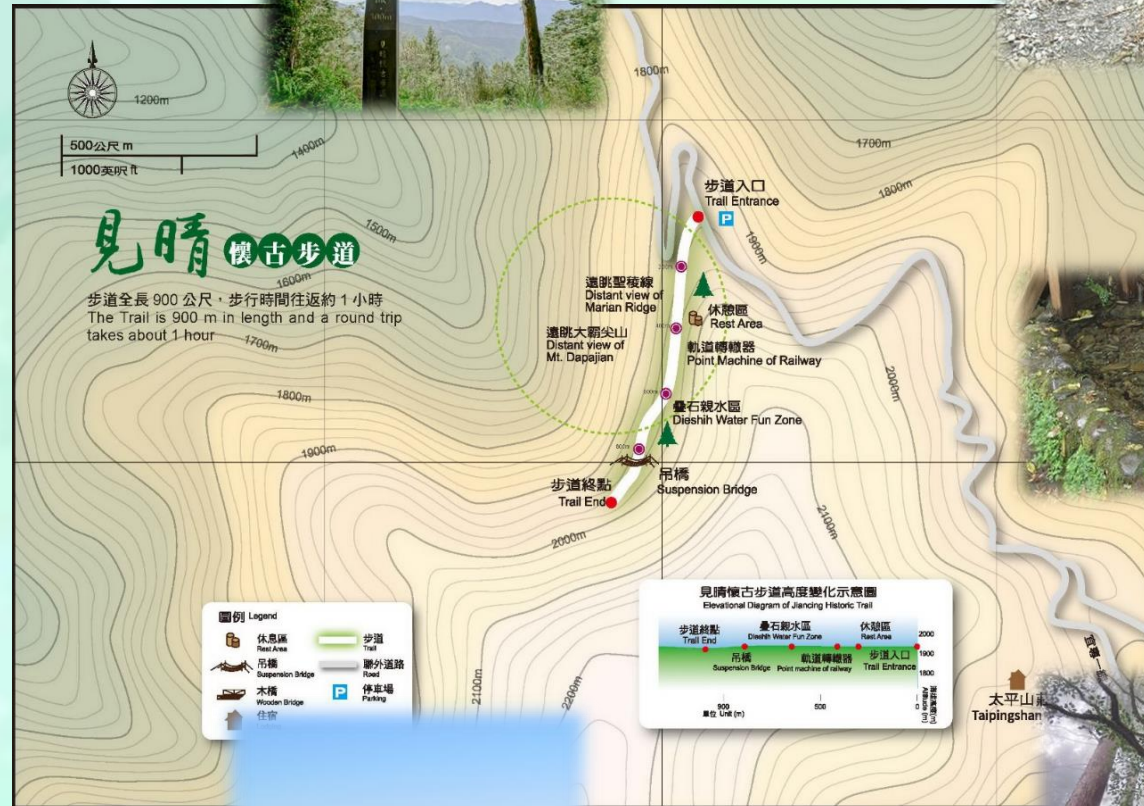 1200m
1400m
1500m
1600m
1700m
1800m
1900m
2000m
1800m
1700m
1800m
1900m
2000m
2100m
2100m
2200m
500公尺 m
1000英呎 ft
見晴 懷古步道
步道全長 900 公尺，步行時間往返約 1 小時
The Trail is 900 m in length and a round trip
takes about 1 hour
步道入口
Trail Entrance
P
遠眺聖稜線
Distant view of
Marian Ridge
休憩區
Rest Area
遠眺大霸尖山
Distant view of
Mt. Dapajian
軌道轉轍器
Point Machine of Railway
疊石親水區
Dieshih Water Fun Zone
吊橋
Suspension Bridge
步道終點
Trail End
圖例 Legend
休息區
Rest Area
步道
Trail
吊橋
Suspension Bridge
聯外道路
Road
木橋
Wooden Bridge
P
停車場
Parking
住宿
見晴懷古步道高度變化示意圖
Elevational Diagram of Jiancing Historic Trail
步道終點
Trail End
疊石親水區
Dieshih Water Fun Zone
休憩區
Rest Area
吊橋
Suspension Bridge
軌道轉轍器
Point machine of railway
步道入口
Trail Entrance
2000
1900
1800
900
500
0
0
單位 Unit (m)
Altitude (m)
太平山
Taipingshan